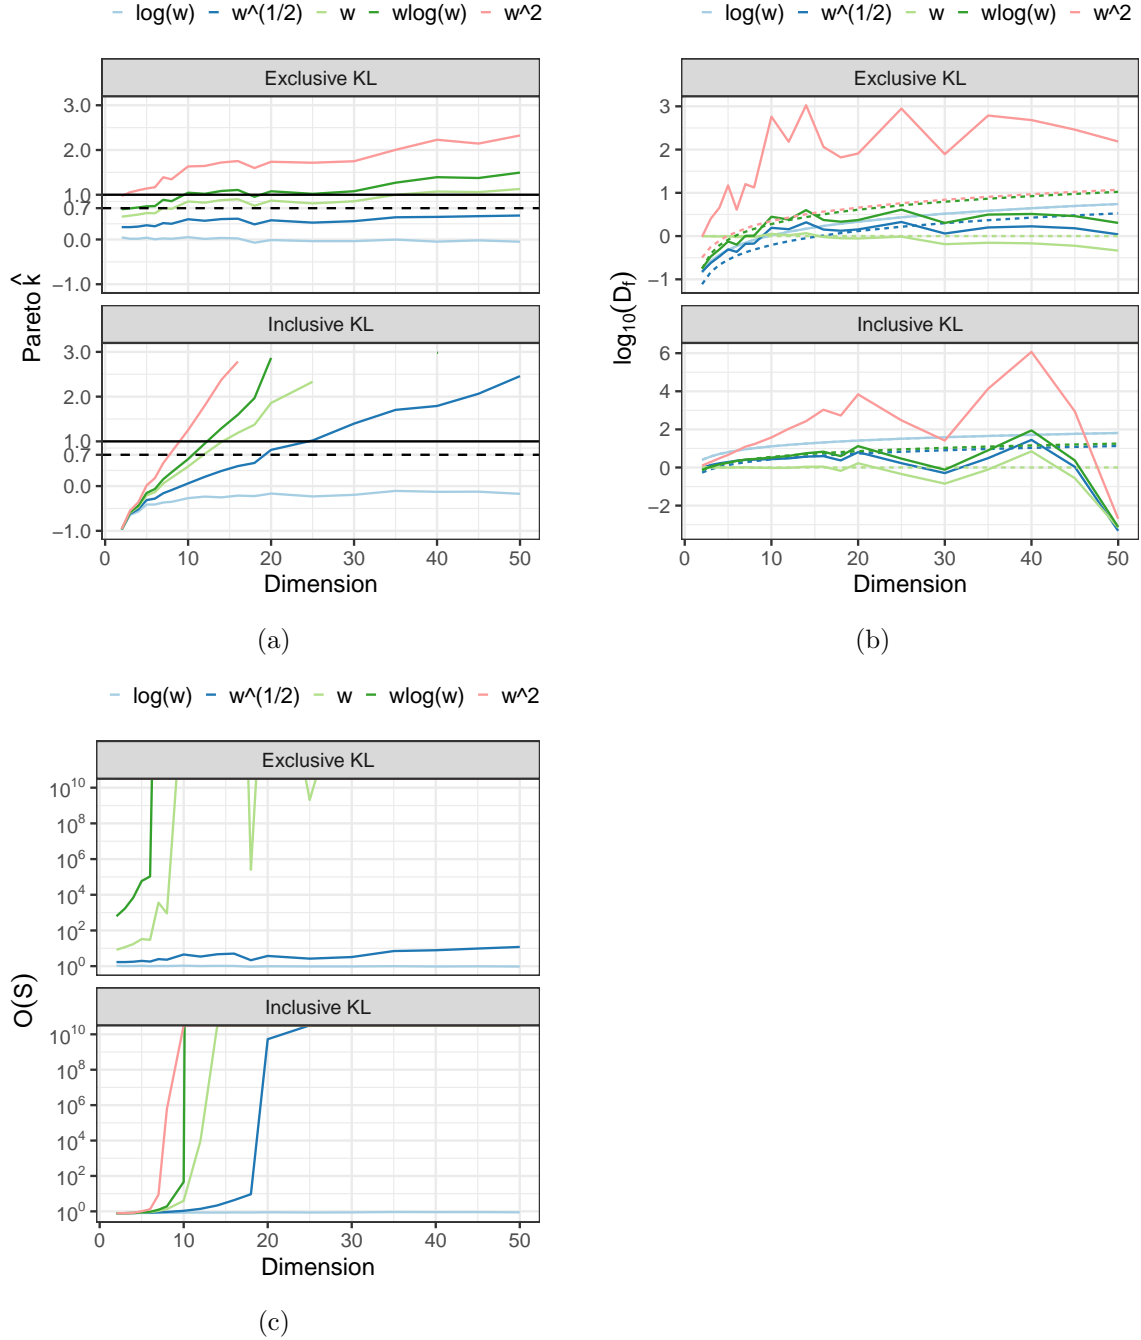 log(w) w^(1/2) w wlog(w) w^2
Exclusive KL
3.0
2.0
1.0
0.7
0.0
−1.0
Inclusive KL
3.0
2.0
1.0
0.7
0.0
−1.0
Pareto k̂
0 10 20 30 40 50
Dimension
(a)
log(w) w^(1/2) w wlog(w) w^2
Exclusive KL
3
2
1
0
−1
Inclusive KL
6
4
2
0
−2
log₁₀(D_f)
0 10 20 30 40 50
Dimension
(b)
log(w) w^(1/2) w wlog(w) w^2
Exclusive KL
10^10
10^8
10^6
10^4
10^2
10^0
Inclusive KL
10^10
10^8
10^6
10^4
10^2
10^0
O(S)
0 10 20 30 40 50
Dimension
(c)